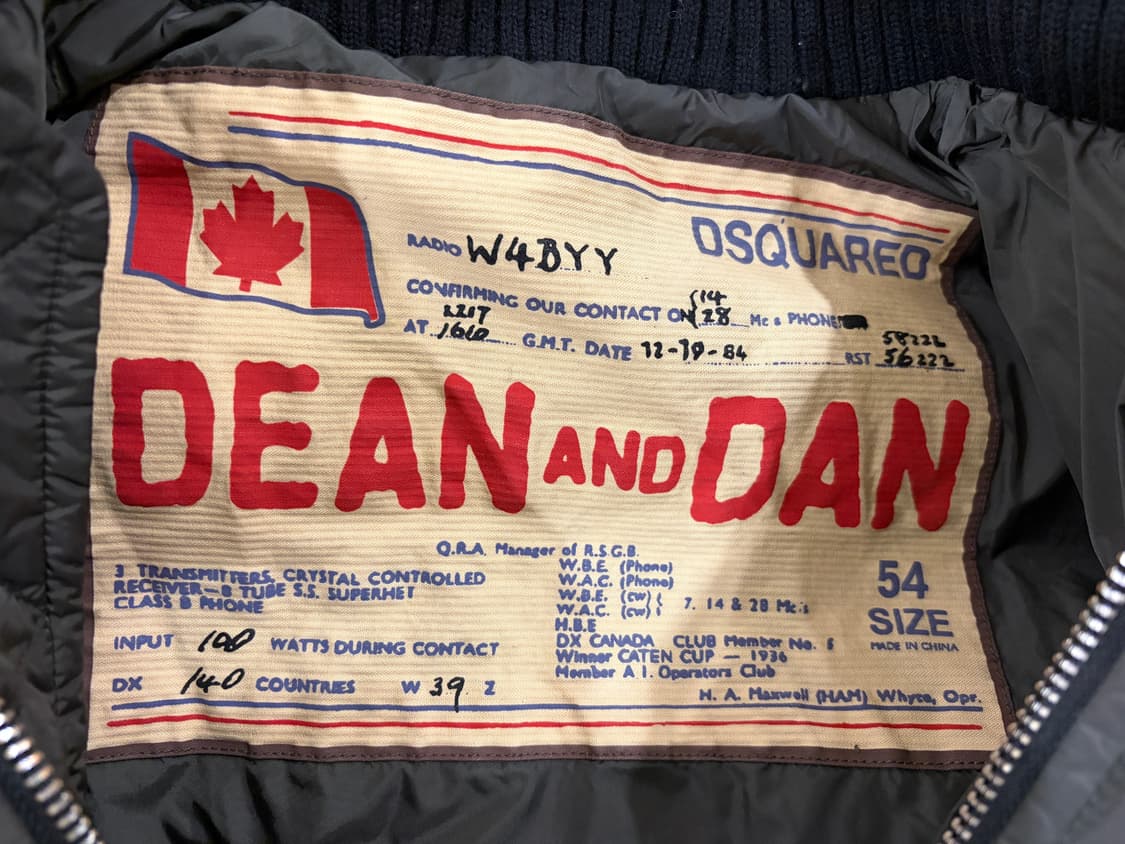 DSQUARED
RADIO W4BYY
CONFIRMING OUR CONTACT ON 14
28 Mc s PHONE
2217
AT 1660 G.M.T. DATE 12-19-84
58222
RST 56222
DEAN AND DAN
Q.R.A. Manager of R.S.G.B.
3 TRANSMITTERS, CRYSTAL CONTROLLED
RECEIVER-8 TUBE S.S. SUPERHET
CLASS B PHONE
INPUT 100 WATTS DURING CONTACT
DX 140 COUNTRIES W 39 Z
W.B.E. (Phone)
W.A.C. (Phone)
W.B.E. (cw)
W.A.C. (cw) 7. 14 & 28 Mc.s
H.B.E
DX CANADA CLUB Member No. 5
Winner CATEN CUP — 1936
Member A 1. Operators Club
H. A. Maxwell (HAM) Whyce, Opr.
54
SIZE
MADE IN CHINA